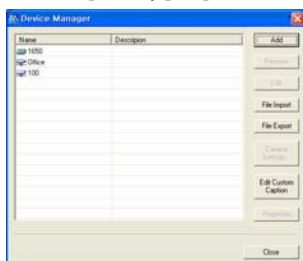 Device Manager
Name Description
1650
Office
100
Add
Remove
Edit
File Import
File Export
Camera
Settings...
Edit Custom
Caption
Properties
Close